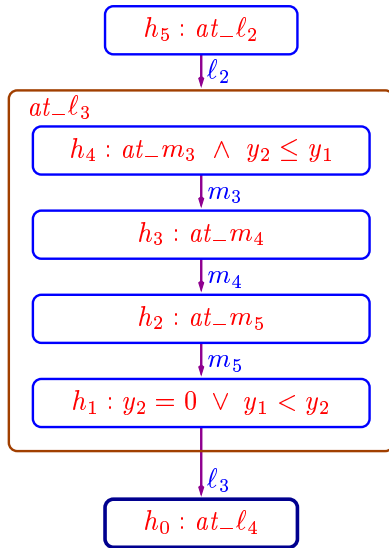 h₅ : at_ℓ₂
ℓ₂
at_ℓ₃
h₄ : at_m₃ ∧ y₂ ≤ y₁
m₃
h₃ : at_m₄
m₄
h₂ : at_m₅
m₅
h₁ : y₂ = 0 ∨ y₁ < y₂
ℓ₃
h₀ : at_ℓ₄